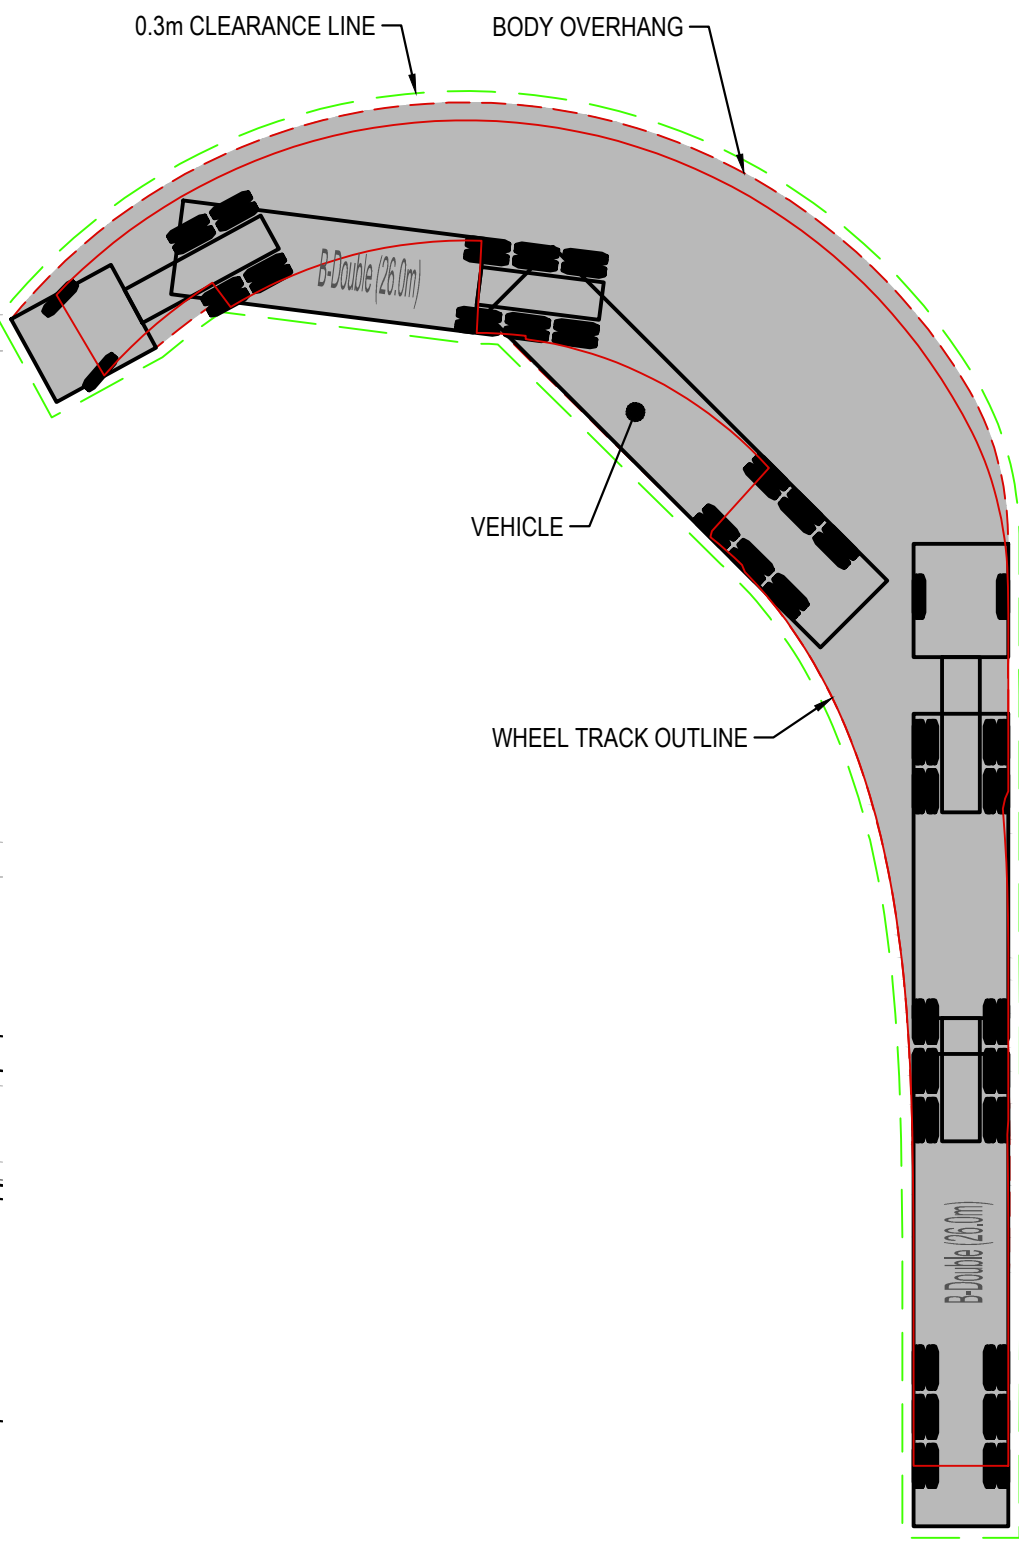 0.3m CLEARANCE LINE
BODY OVERHANG
B-Double (26.0m)
VEHICLE
WHEEL TRACK OUTLINE
B-Double (26.0m)